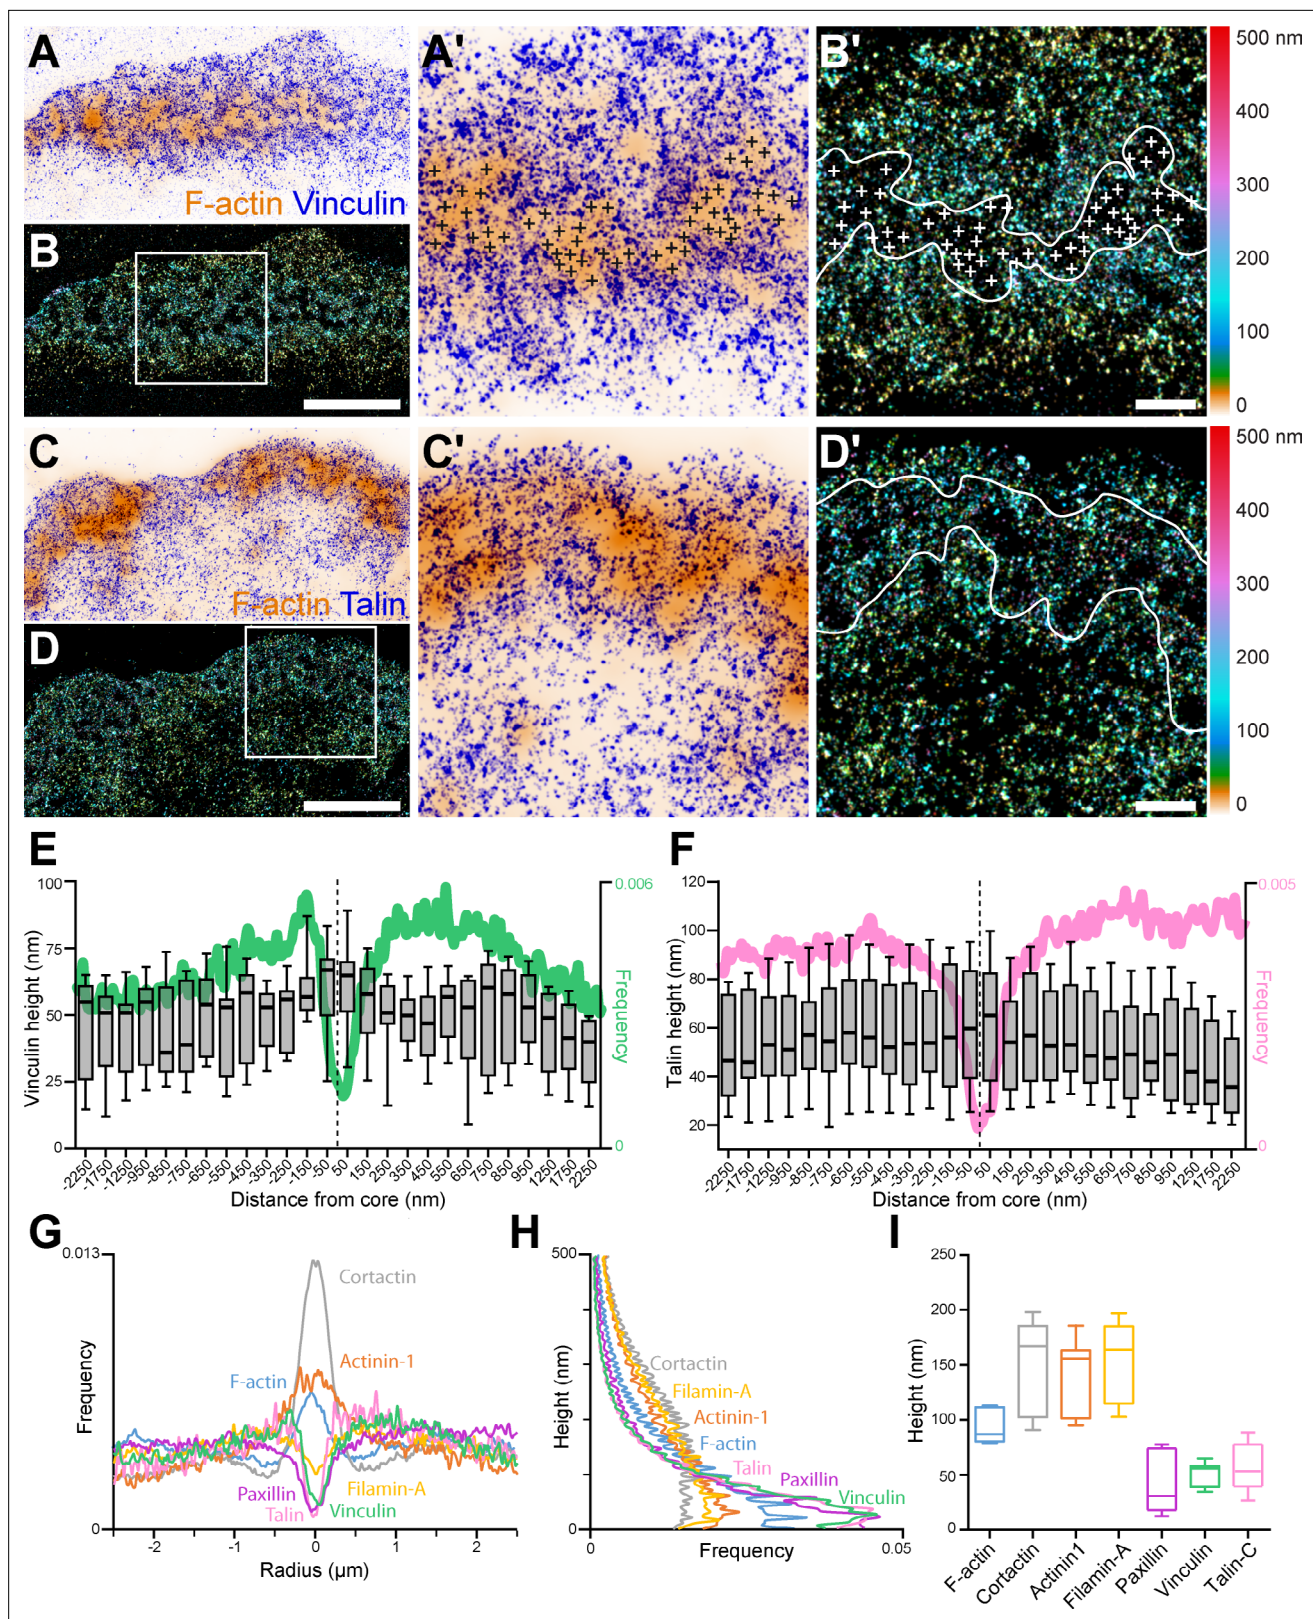 A
F-actin Vinculin
A'
B'
500 nm
400
300
200
100
0
B
C
F-actin Talin
C'
D'
500 nm
400
300
200
100
0
D
E
Vinculin height (nm)
100
75
50
25
0
0.006
Frequency
0
-2250 -1750 -1250 -950 -850 -750 -650 -550 -450 -350 -250 -150 -50 50 150 250 350 450 550 650 750 850 950 1250 1750 2250
Distance from core (nm)
F
Talin height (nm)
120
100
80
60
40
20
0.005
Frequency
0
-2250 -1750 -1250 -950 -850 -750 -650 -550 -450 -350 -250 -150 -50 50 150 250 350 450 550 650 750 850 950 1250 1750 2250
Distance from core (nm)
G
0.013
Frequency
0
Cortactin
Actinin-1
F-actin
Filamin-A
Paxillin
Talin
Vinculin
-2 -1 0 1 2
Radius (µm)
H
500
Height (nm)
0
Cortactin
Filamin-A
Actinin-1
F-actin
Talin
Paxillin
Vinculin
0 0.05
Frequency
I
Height (nm)
250
200
150
100
50
0
F-actin
Cortactin
Actinin1
Filamin-A
Paxillin
Vinculin
Talin-C